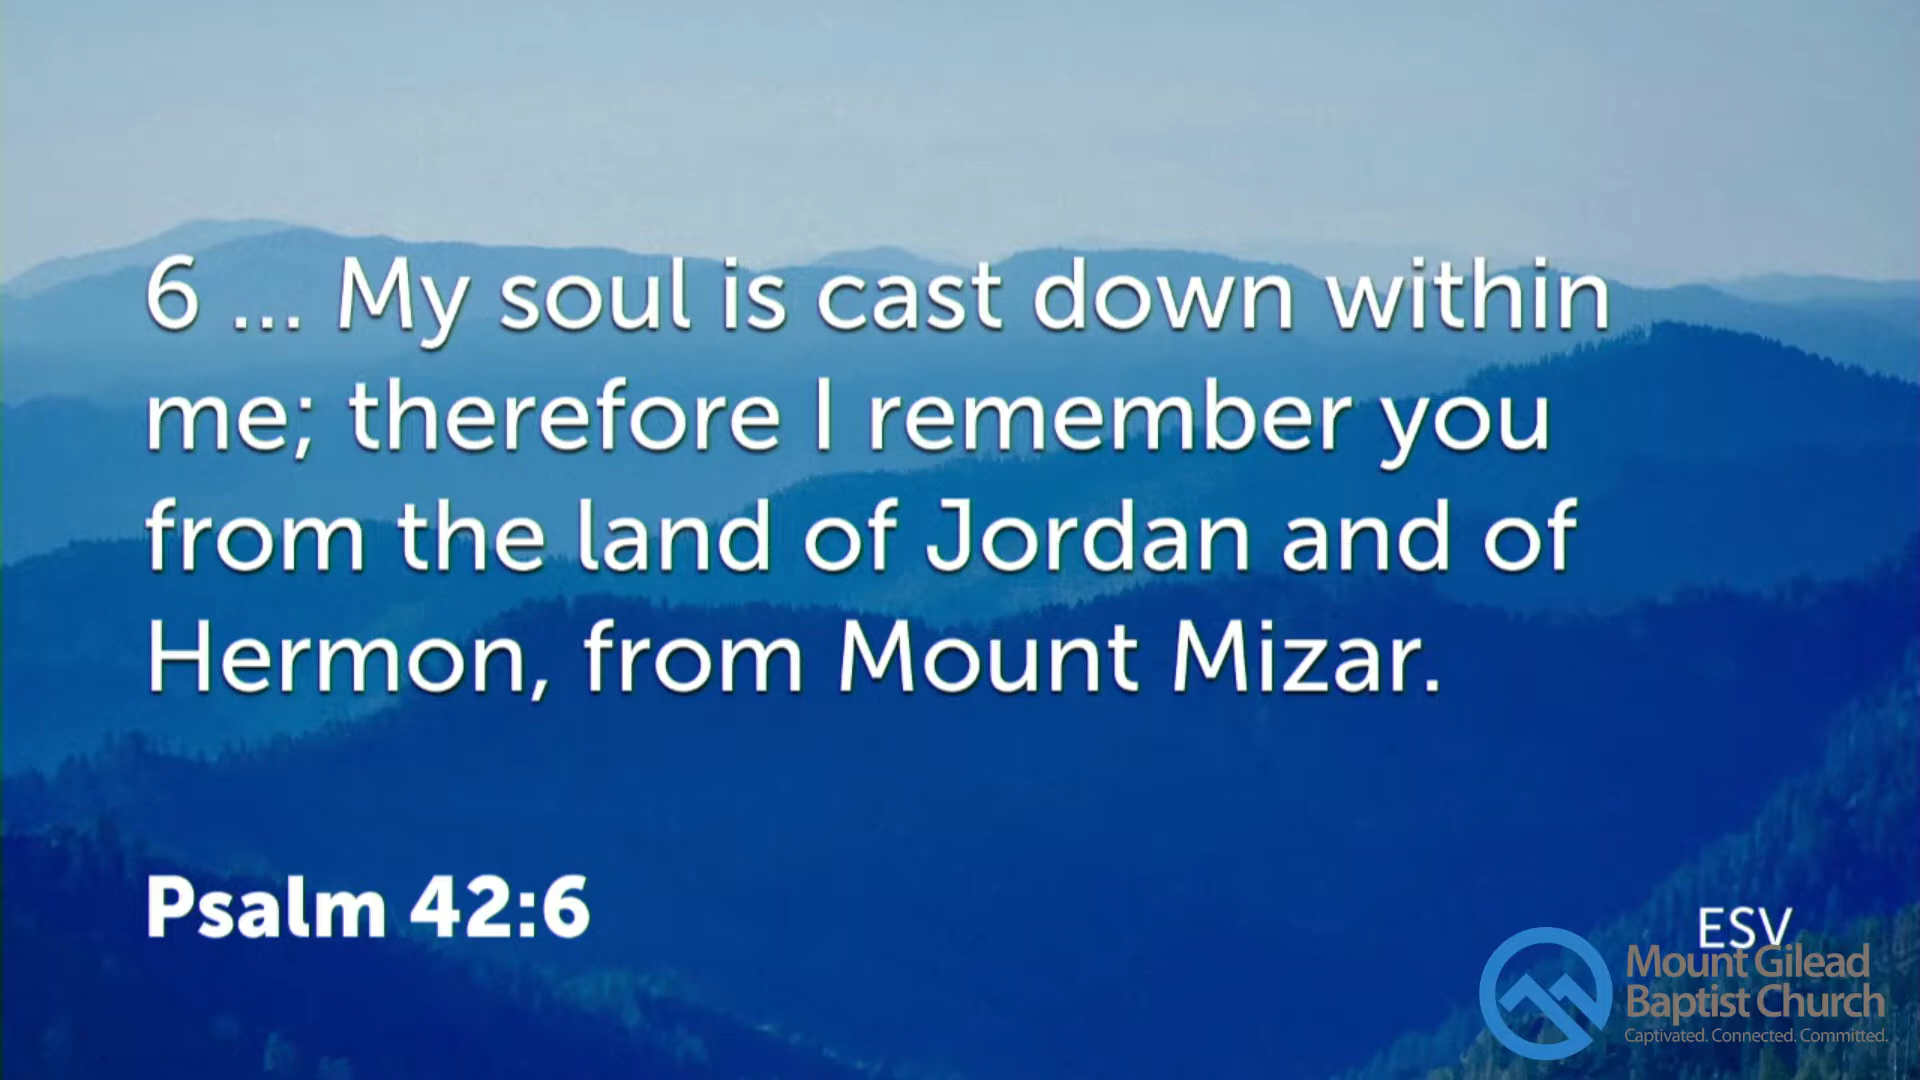 6 ... My soul is cast down within
me; therefore I remember you
from the land of Jordan and of
Hermon, from Mount Mizar.
Psalm 42:6
ESV
Mount Gilead
Baptist Church
Captivated. Connected. Committed.